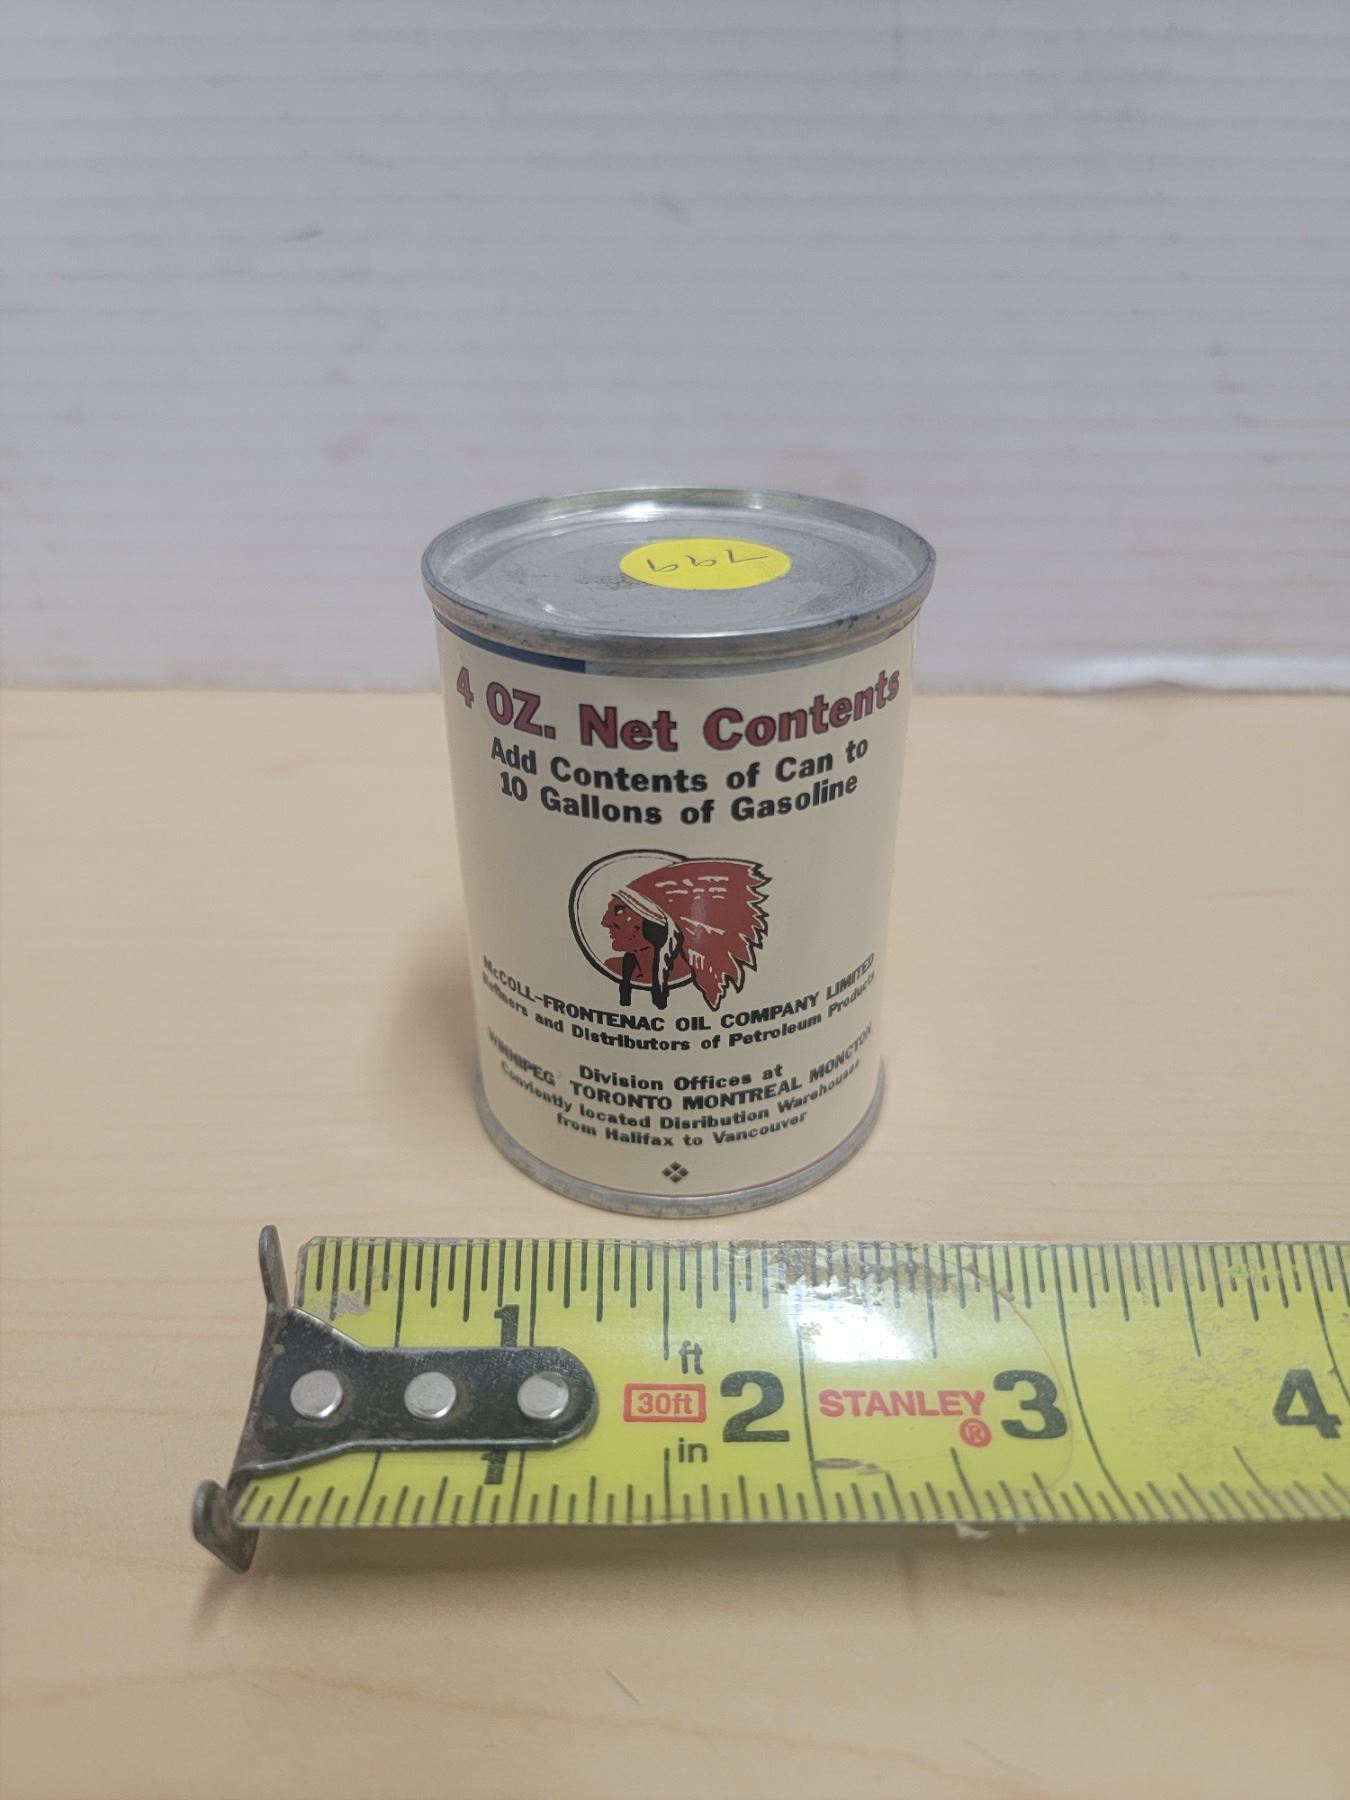 799
4 OZ. Net Contents
Add Contents of Can to
10 Gallons of Gasoline
McCOLL-FRONTENAC OIL COMPANY LIMITED
Refiners and Distributors of Petroleum Products
Division Offices at
WINNIPEG TORONTO MONTREAL MONCTON
Conviently located Disribution Warehouses
from Halifax to Vancouver
1 ft 2 3 4
30ft STANLEY ®
1 in